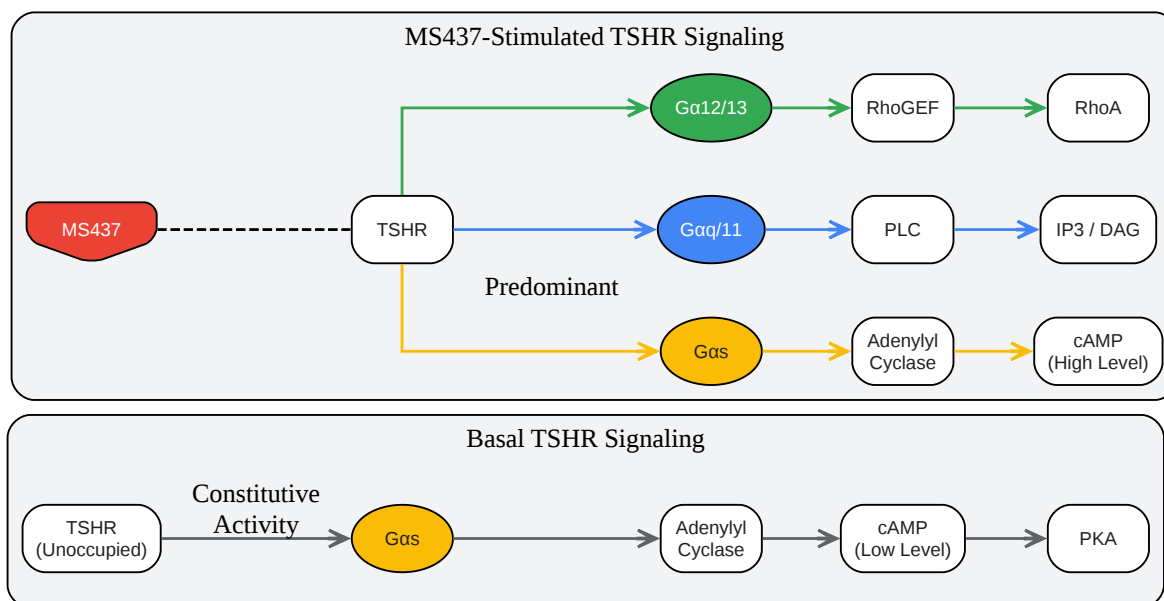 MS437-Stimulated TSHR Signaling
Gα12/13
RhoGEF
RhoA
MS437
TSHR
Gαq/11
PLC
IP3 / DAG
Predominant
Gαs
Adenylyl
Cyclase
cAMP
(High Level)
Basal TSHR Signaling
TSHR
(Unoccupied)
Constitutive
Activity
Gαs
Adenylyl
Cyclase
cAMP
(Low Level)
PKA